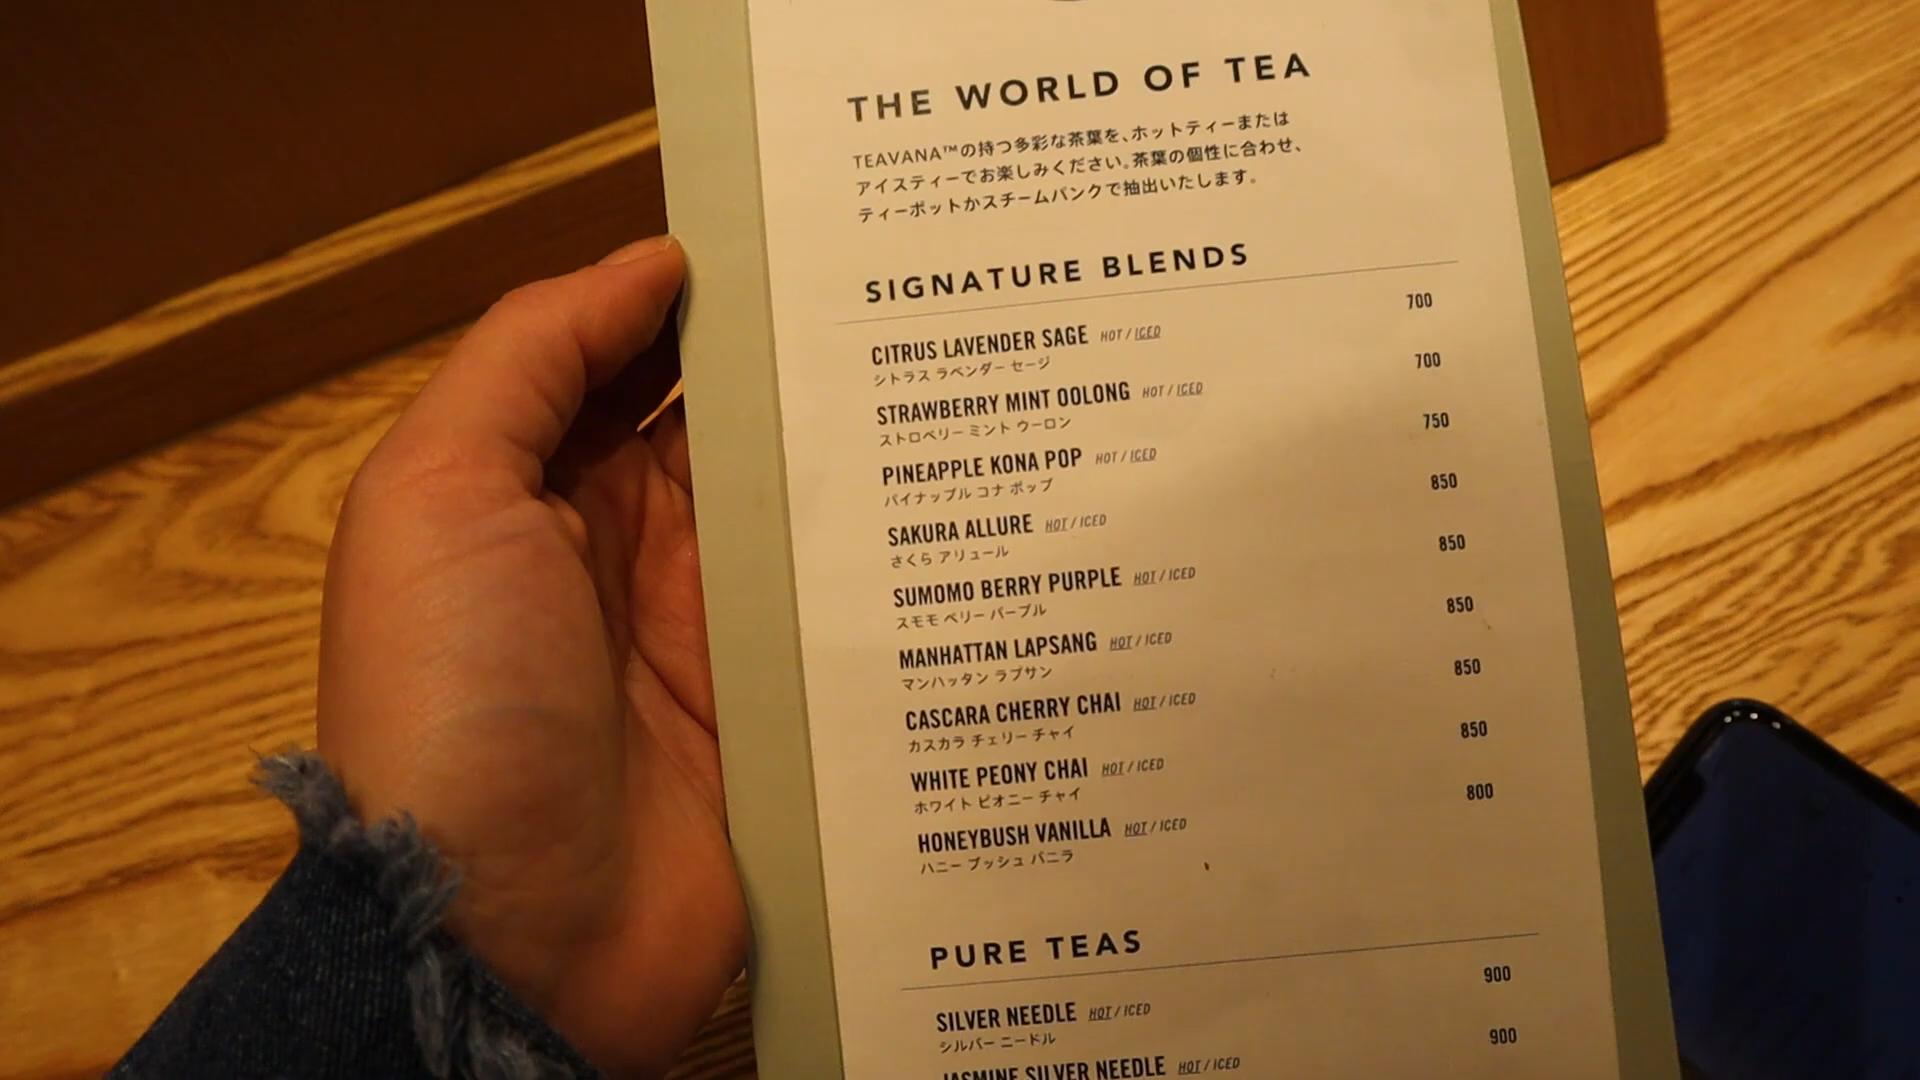 THE WORLD OF TEA
TEAVANA™の持つ多彩な茶葉を、ホットティーまたは
アイスティーでお楽しみください。茶葉の個性に合わせ、
ティーポットかスチームパンクで抽出いたします。
SIGNATURE BLENDS
CITRUS LAVENDER SAGE HOT / ICED 700
シトラス ラベンダー セージ
STRAWBERRY MINT OOLONG HOT / ICED 700
ストロベリー ミント ウーロン
PINEAPPLE KONA POP HOT / ICED 750
パイナップル コナ ポップ
SAKURA ALLURE HOT / ICED 850
さくら アリュール
SUMOMO BERRY PURPLE HOT / ICED 850
スモモ ベリー パープル
MANHATTAN LAPSANG HOT / ICED 850
マンハッタン ラプサン
CASCARA CHERRY CHAI HOT / ICED 850
カスカラ チェリー チャイ
WHITE PEONY CHAI HOT / ICED 850
ホワイト ピオニー チャイ
HONEYBUSH VANILLA HOT / ICED 800
ハニー ブッシュ バニラ
PURE TEAS
SILVER NEEDLE HOT / ICED 900
シルバー ニードル
JASMINE SILVER NEEDLE HOT / ICED 900